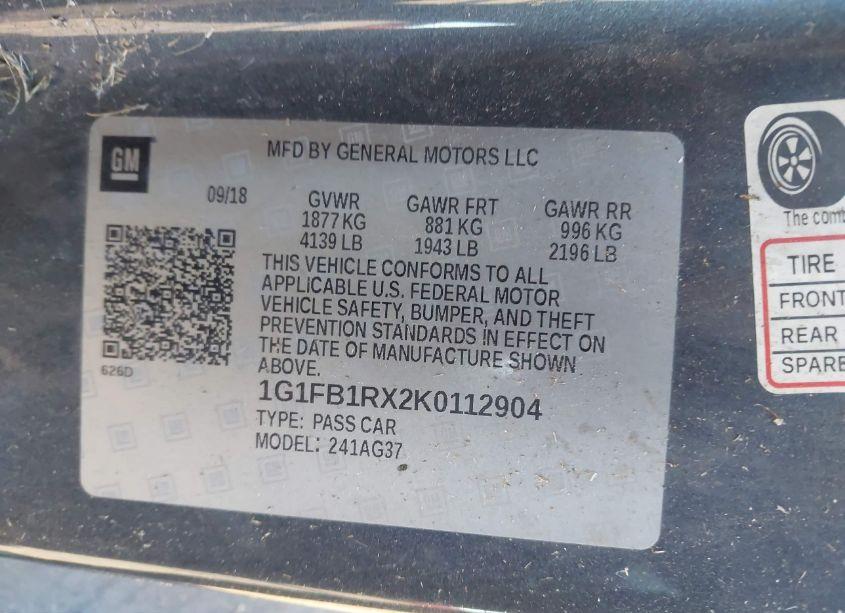 GM
MFD BY GENERAL MOTORS LLC
09/18
GVWR
1877 KG
4139 LB
GAWR FRT
881 KG
1943 LB
GAWR RR
996 KG
2196 LB
THIS VEHICLE CONFORMS TO ALL
APPLICABLE U.S. FEDERAL MOTOR
VEHICLE SAFETY, BUMPER, AND THEFT
PREVENTION STANDARDS IN EFFECT ON
THE DATE OF MANUFACTURE SHOWN
ABOVE.
626D
1G1FB1RX2K0112904
TYPE: PASS CAR
MODEL: 241AG37
The comb
TIRE
FRONT
REAR
SPARE